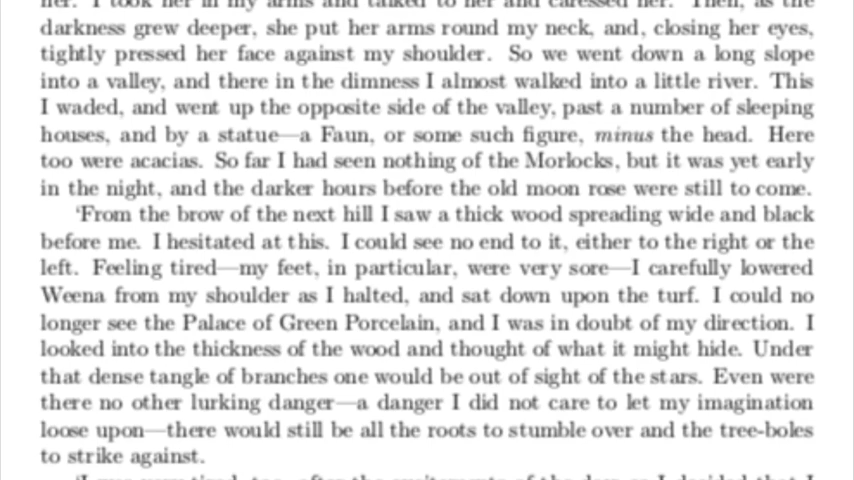 her. I took her in my arms and talked to her and caressed her. Then, as the
darkness grew deeper, she put her arms round my neck, and, closing her eyes,
tightly pressed her face against my shoulder. So we went down a long slope
into a valley, and there in the dimness I almost walked into a little river. This
I waded, and went up the opposite side of the valley, past a number of sleeping
houses, and by a statue—a Faun, or some such figure, minus the head. Here
too were acacias. So far I had seen nothing of the Morlocks, but it was yet early
in the night, and the darker hours before the old moon rose were still to come.
‘From the brow of the next hill I saw a thick wood spreading wide and black
before me. I hesitated at this. I could see no end to it, either to the right or the
left. Feeling tired—my feet, in particular, were very sore—I carefully lowered
Weena from my shoulder as I halted, and sat down upon the turf. I could no
longer see the Palace of Green Porcelain, and I was in doubt of my direction. I
looked into the thickness of the wood and thought of what it might hide. Under
that dense tangle of branches one would be out of sight of the stars. Even were
there no other lurking danger—a danger I did not care to let my imagination
loose upon—there would still be all the roots to stumble over and the tree-boles
to strike against.